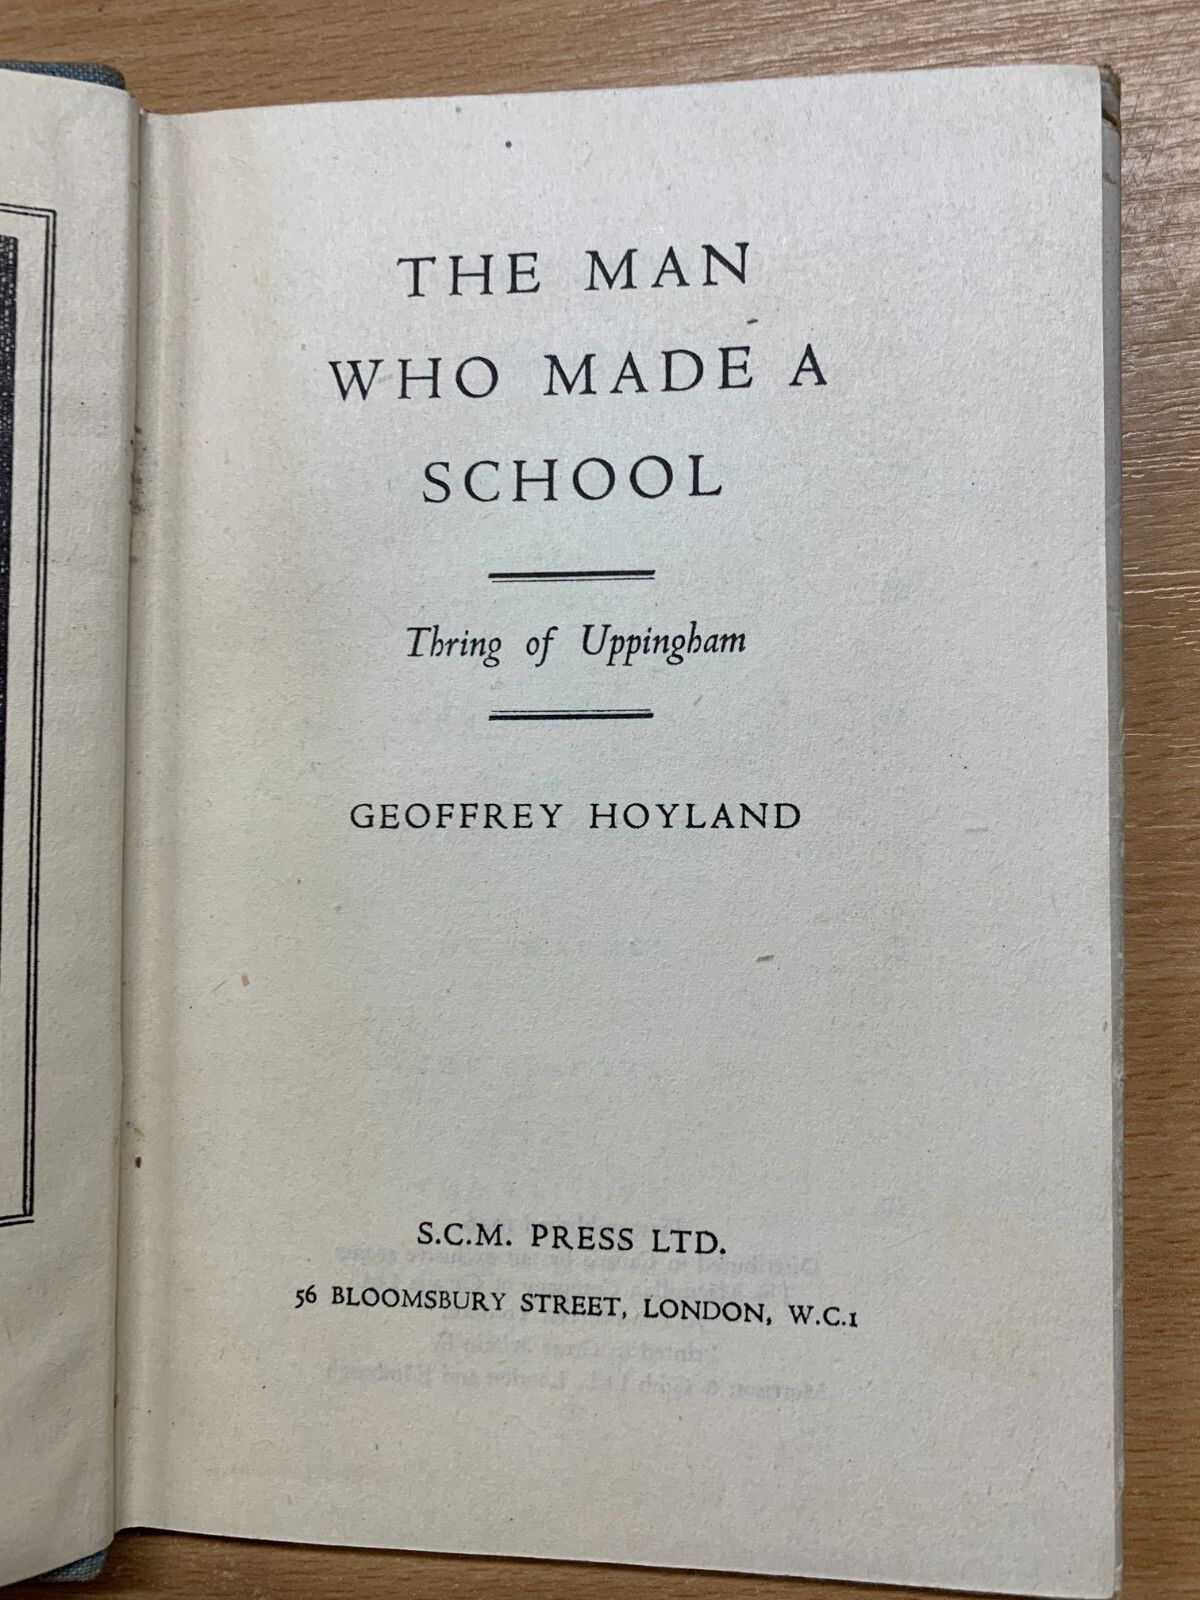 THE MAN
WHO MADE A
SCHOOL
Thring of Uppingham
GEOFFREY HOYLAND
S.C.M. PRESS LTD.
56 BLOOMSBURY STREET, LONDON, W.C.1